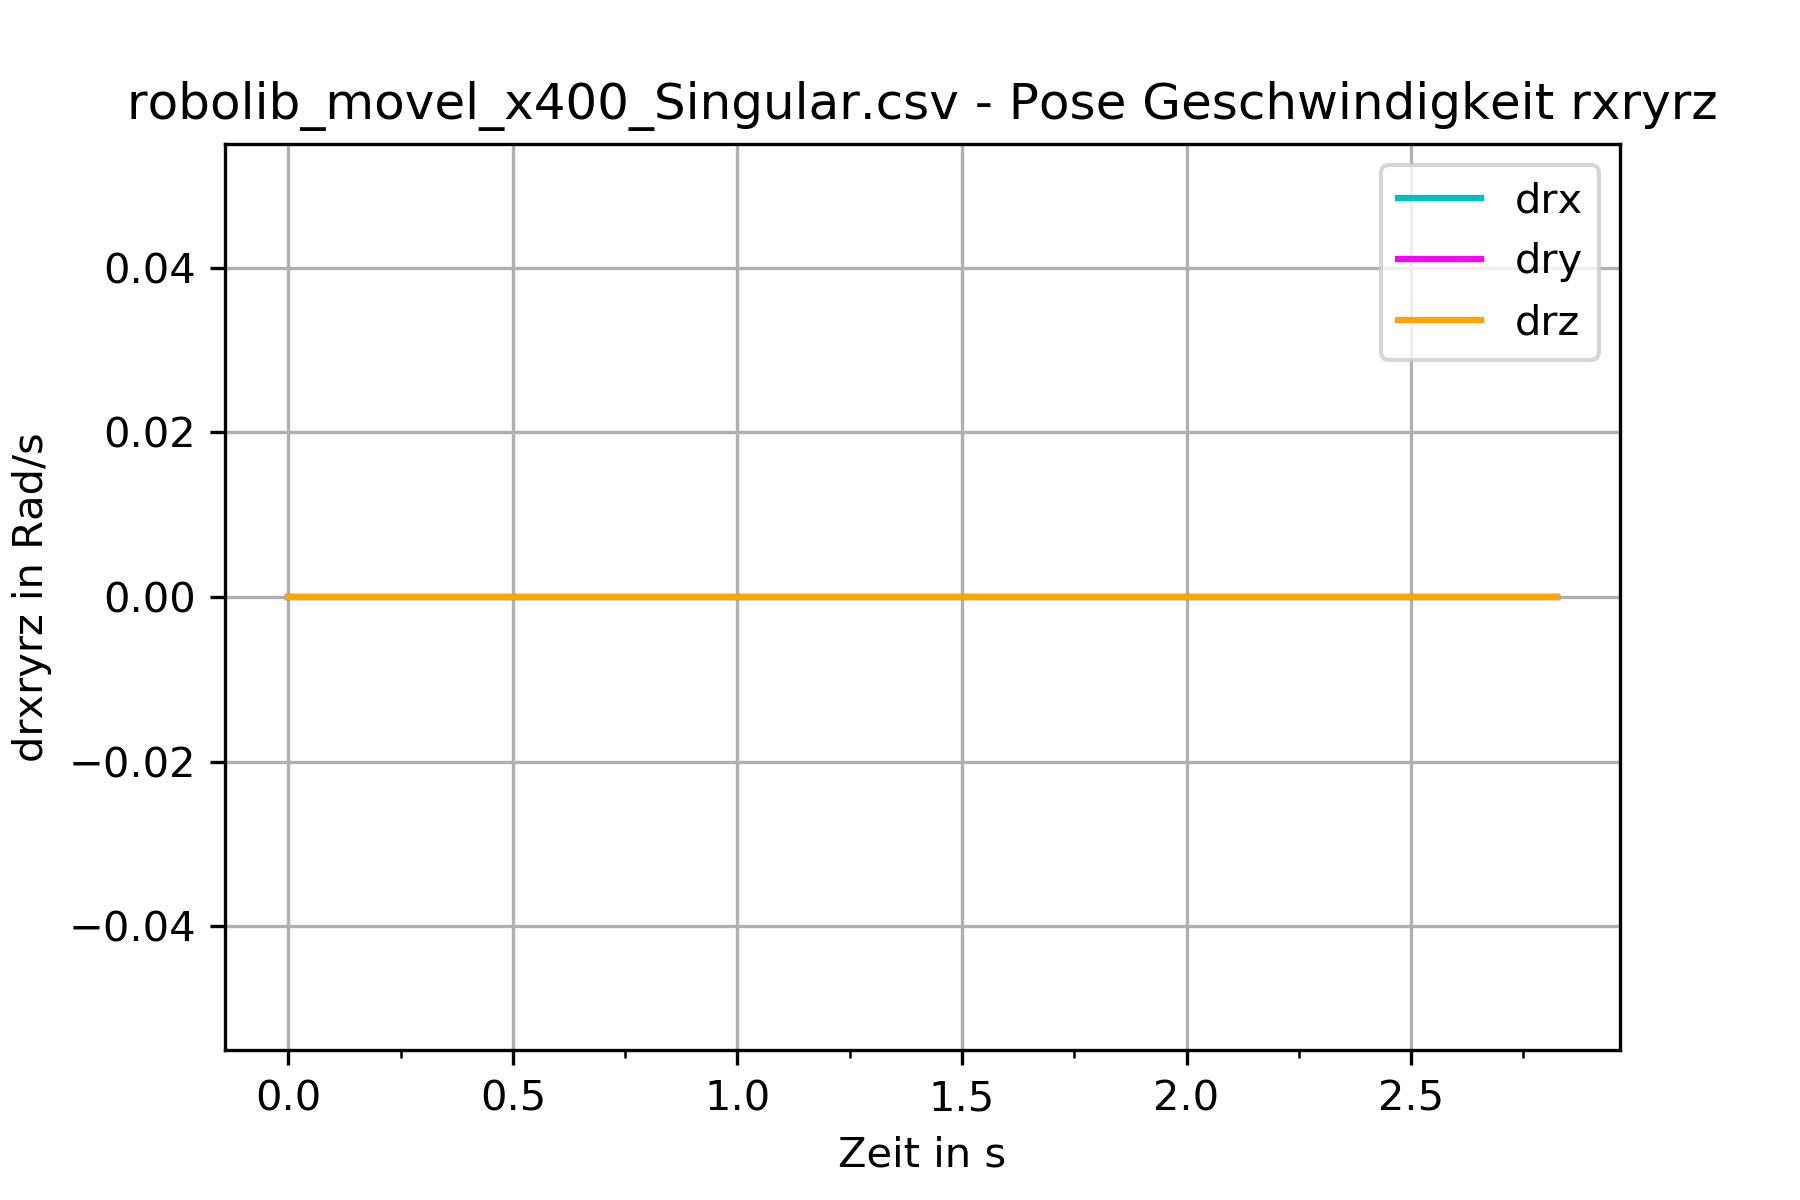 robolib_movel_x400_Singular.csv - Pose Geschwindigkeit rxryrz
drx
dry
drz
0.04
0.02
0.00
−0.02
−0.04
drxryrz in Rad/s
0.0 0.5 1.0 1.5 2.0 2.5
Zeit in s